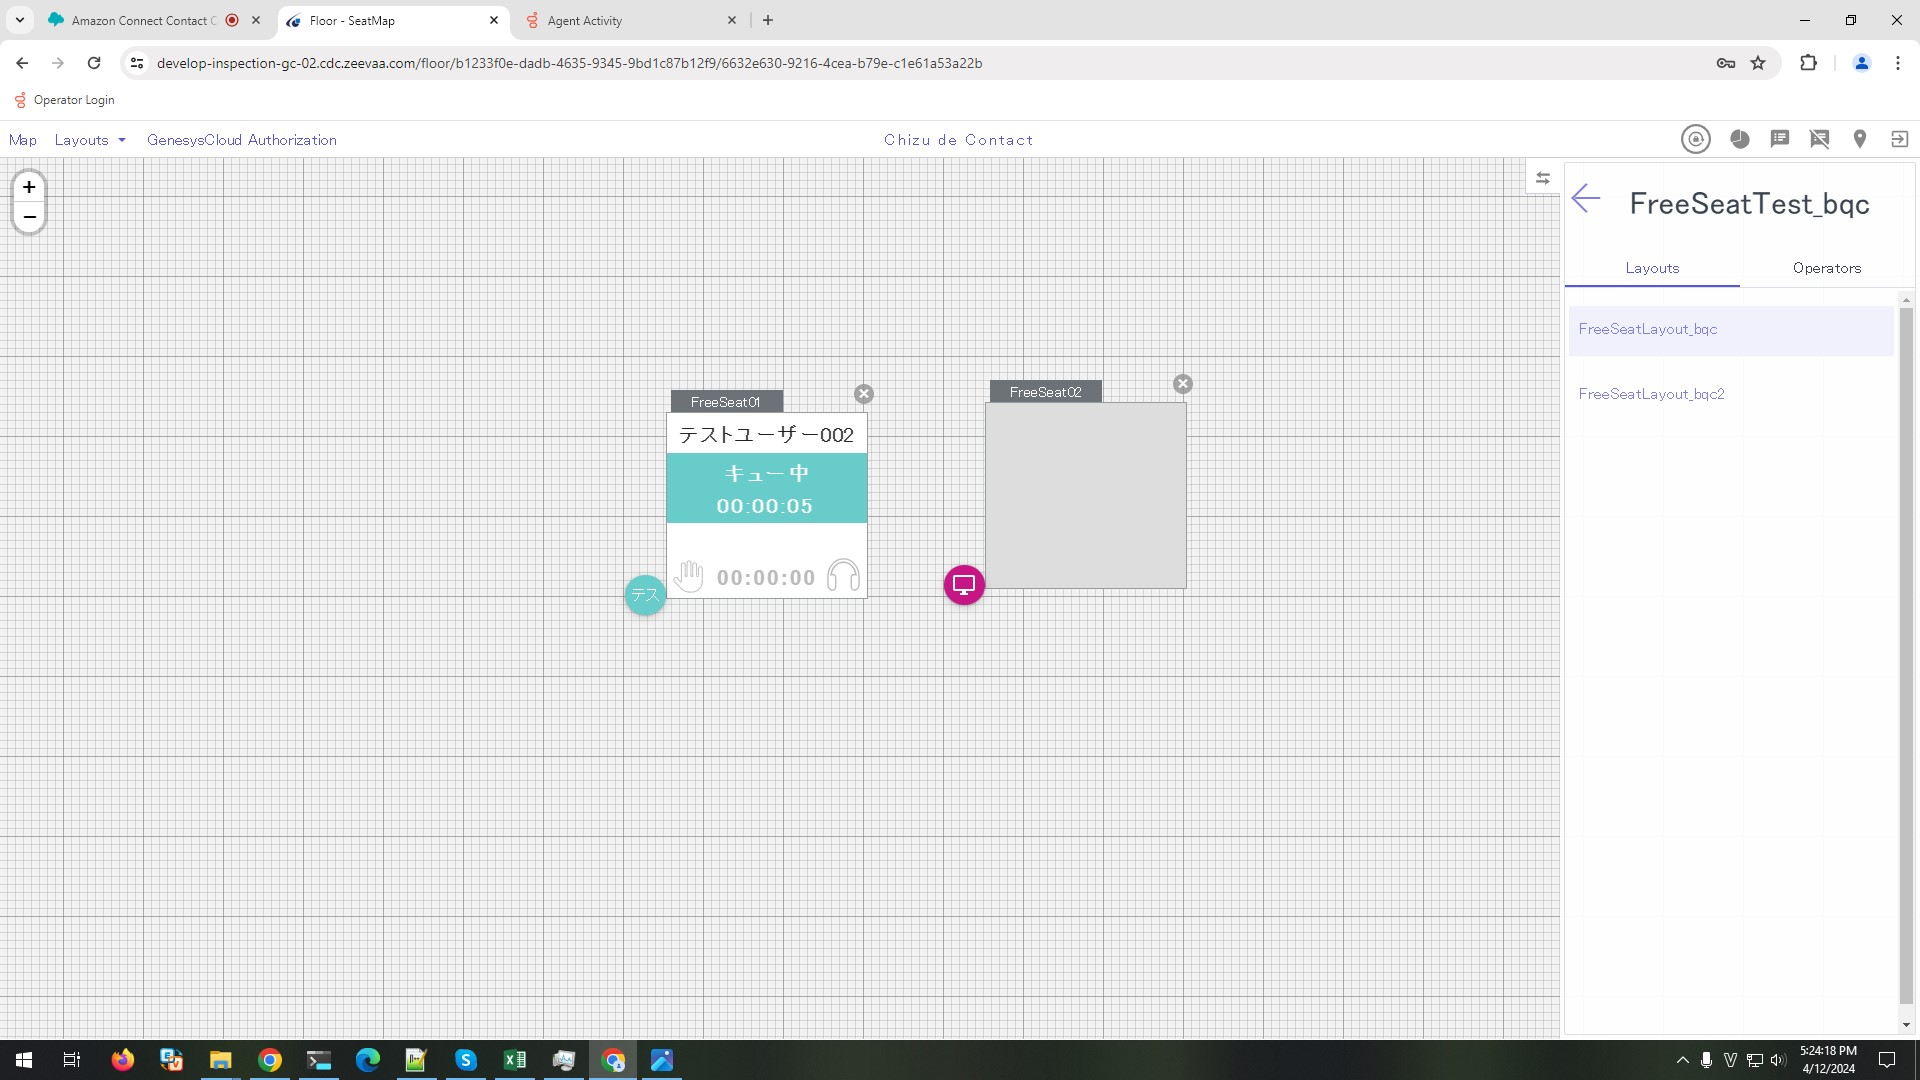 Amazon Connect Contact C
Floor - SeatMap
Agent Activity
develop-inspection-gc-02.cdc.zeevaa.com/floor/b1233f0e-dadb-4635-9345-9bd1c87b12f9/6632e630-9216-4cea-b79e-c1e61a53a22b
Operator Login
Map Layouts GenesysCloud Authorization Chizu de Contact
+
−
FreeSeatTest_bqc
Layouts Operators
FreeSeatLayout_bqc
FreeSeatLayout_bqc2
FreeSeat01
テストユーザー002
キュー中
00:00:05
00:00:00
テス
FreeSeat02
5:24:18 PM
4/12/2024